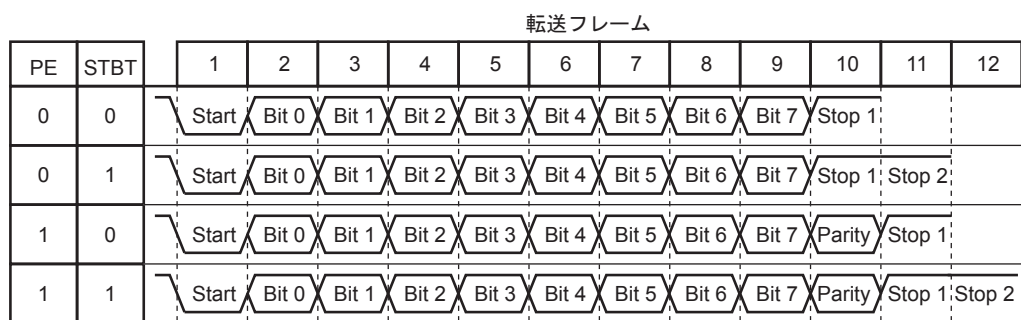 転送フレーム
PE STBT 1 2 3 4 5 6 7 8 9 10 11 12
0 0 Start Bit 0 Bit 1 Bit 2 Bit 3 Bit 4 Bit 5 Bit 6 Bit 7 Stop 1
0 1 Start Bit 0 Bit 1 Bit 2 Bit 3 Bit 4 Bit 5 Bit 6 Bit 7 Stop 1 Stop 2
1 0 Start Bit 0 Bit 1 Bit 2 Bit 3 Bit 4 Bit 5 Bit 6 Bit 7 Parity Stop 1
1 1 Start Bit 0 Bit 1 Bit 2 Bit 3 Bit 4 Bit 5 Bit 6 Bit 7 Parity Stop 1 Stop 2